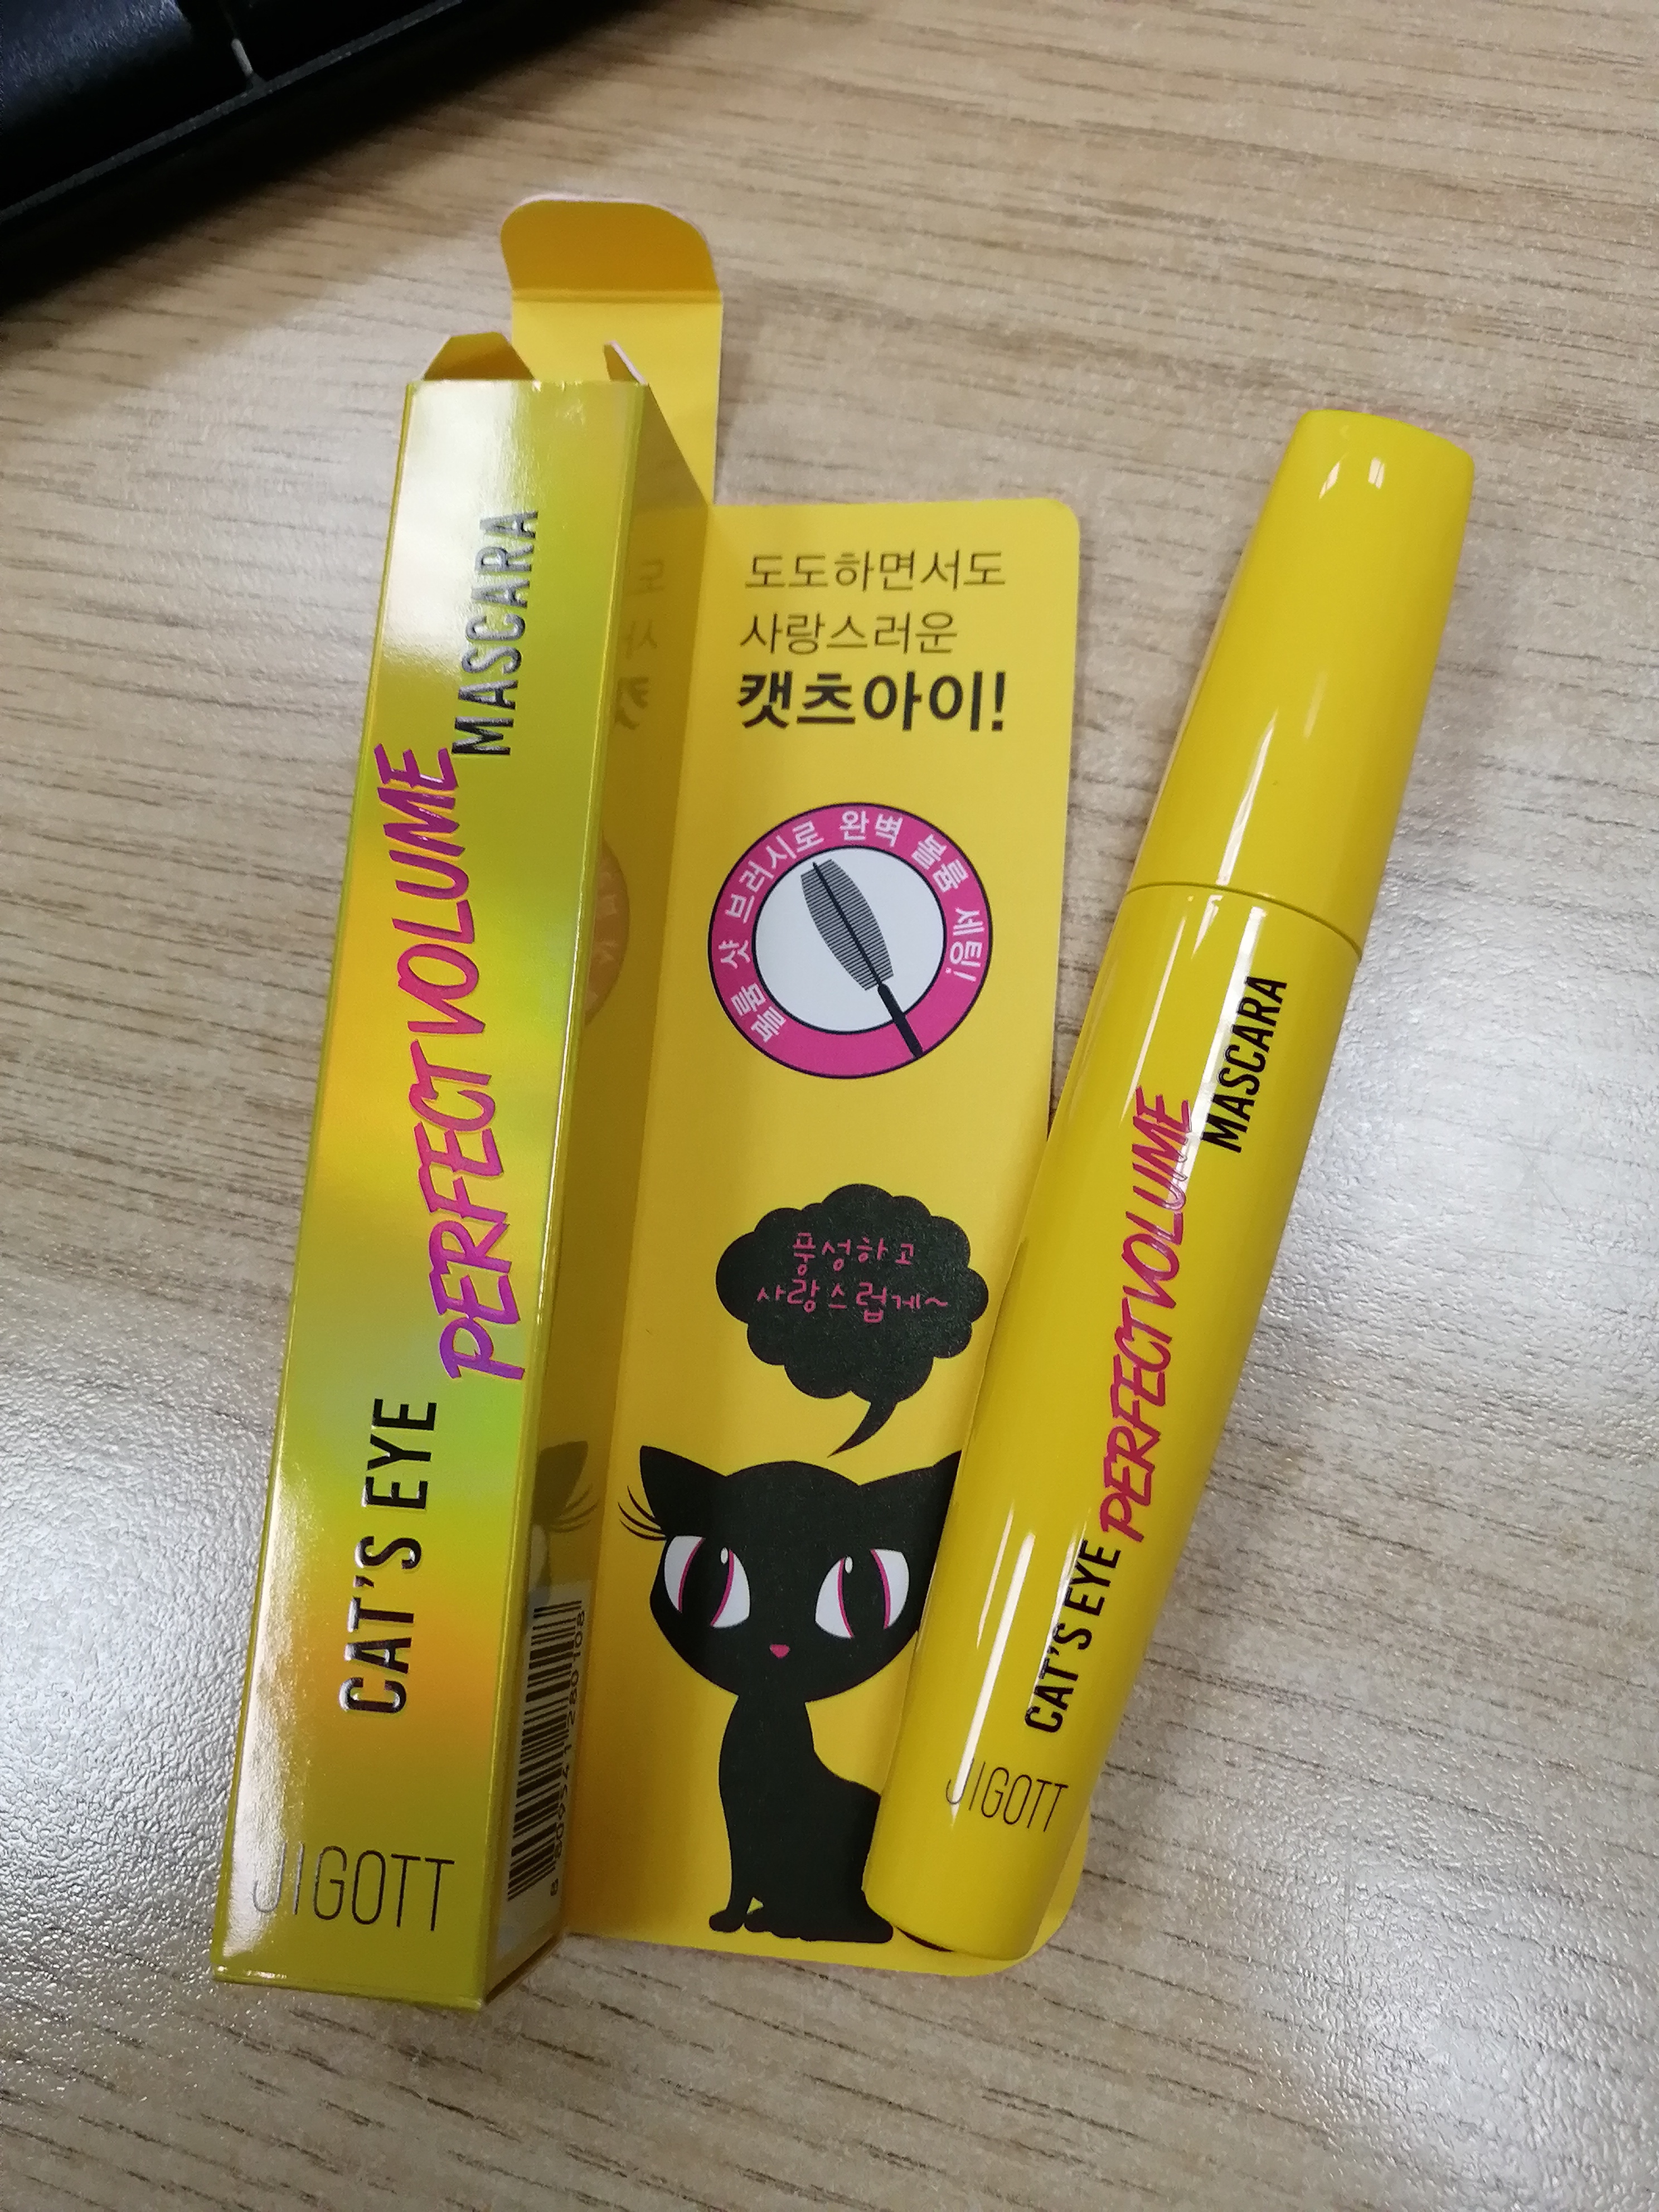 JIGOTT
CAT'S EYE
PERFECT VOLUME
MASCARA
도도하면서도
사랑스러운
캣츠아이!
볼륨 샷 브러시로 완벽 볼륨 세팅!
풍성하고
사랑스럽게~
JIGOTT
CAT'S EYE
PERFECT VOLUME
MASCARA